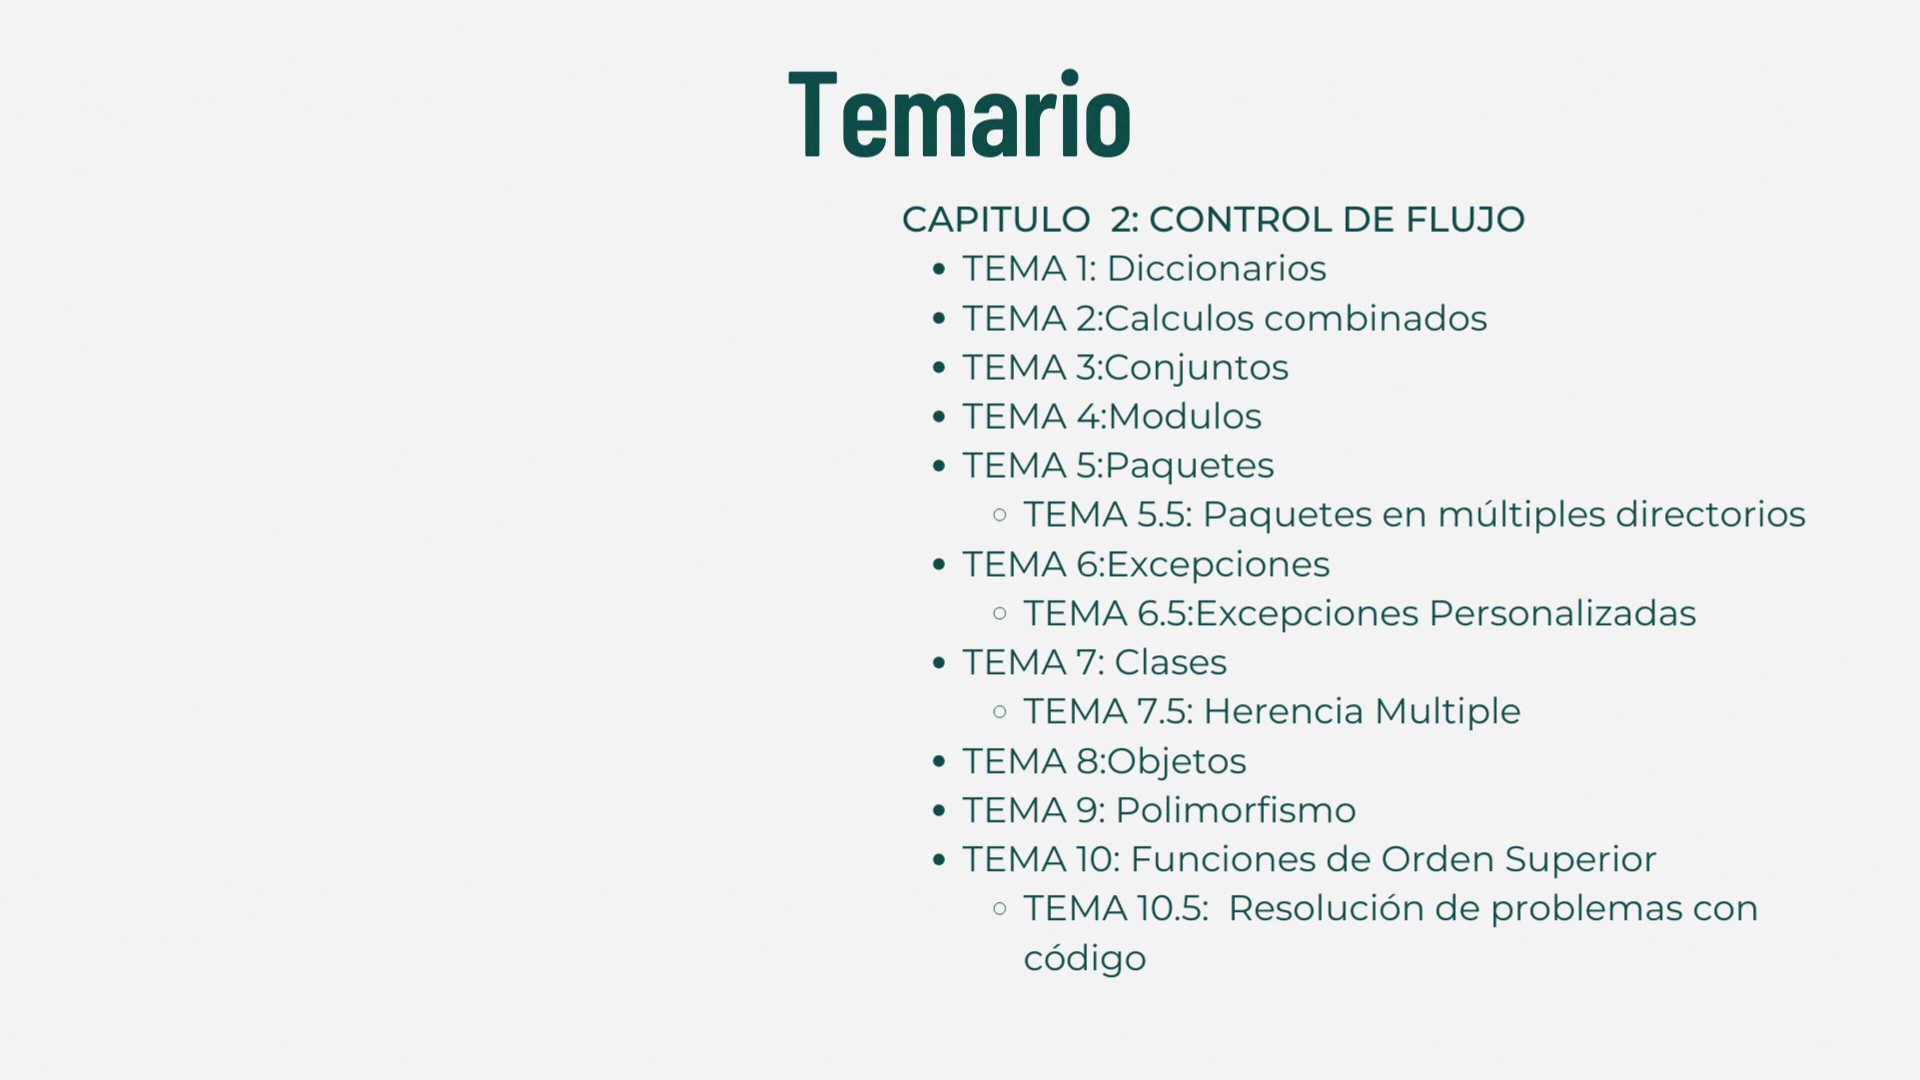 Temario
CAPITULO  2: CONTROL DE FLUJO
• TEMA 1: Diccionarios
• TEMA 2:Calculos combinados
• TEMA 3:Conjuntos
• TEMA 4:Modulos
• TEMA 5:Paquetes
◦ TEMA 5.5: Paquetes en múltiples directorios
• TEMA 6:Excepciones
◦ TEMA 6.5:Excepciones Personalizadas
• TEMA 7: Clases
◦ TEMA 7.5: Herencia Multiple
• TEMA 8:Objetos
• TEMA 9: Polimorfismo
• TEMA 10: Funciones de Orden Superior
◦ TEMA 10.5:  Resolución de problemas con
código